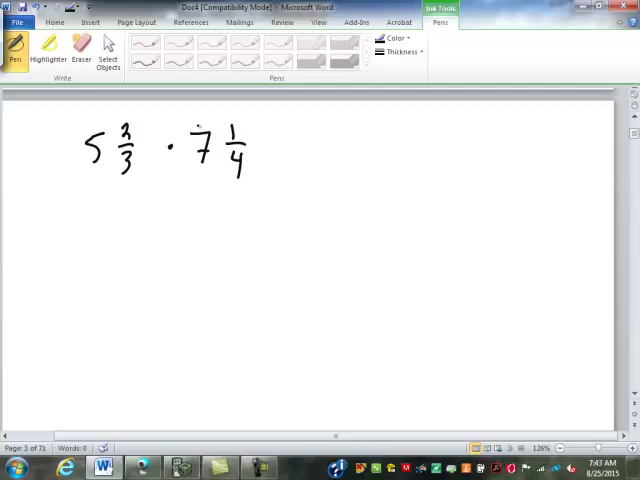 Doc4 [Compatibility Mode] - Microsoft Word
Ink Tools
File Home Insert Page Layout References Mailings Review View Add-Ins Acrobat Pens
Pen Highlighter Eraser Select Objects
Color
Thickness
Write Pens
5 2/3 · 7 1/4
Page: 3 of 71 Words: 0 126%
7:43 AM
8/25/2015